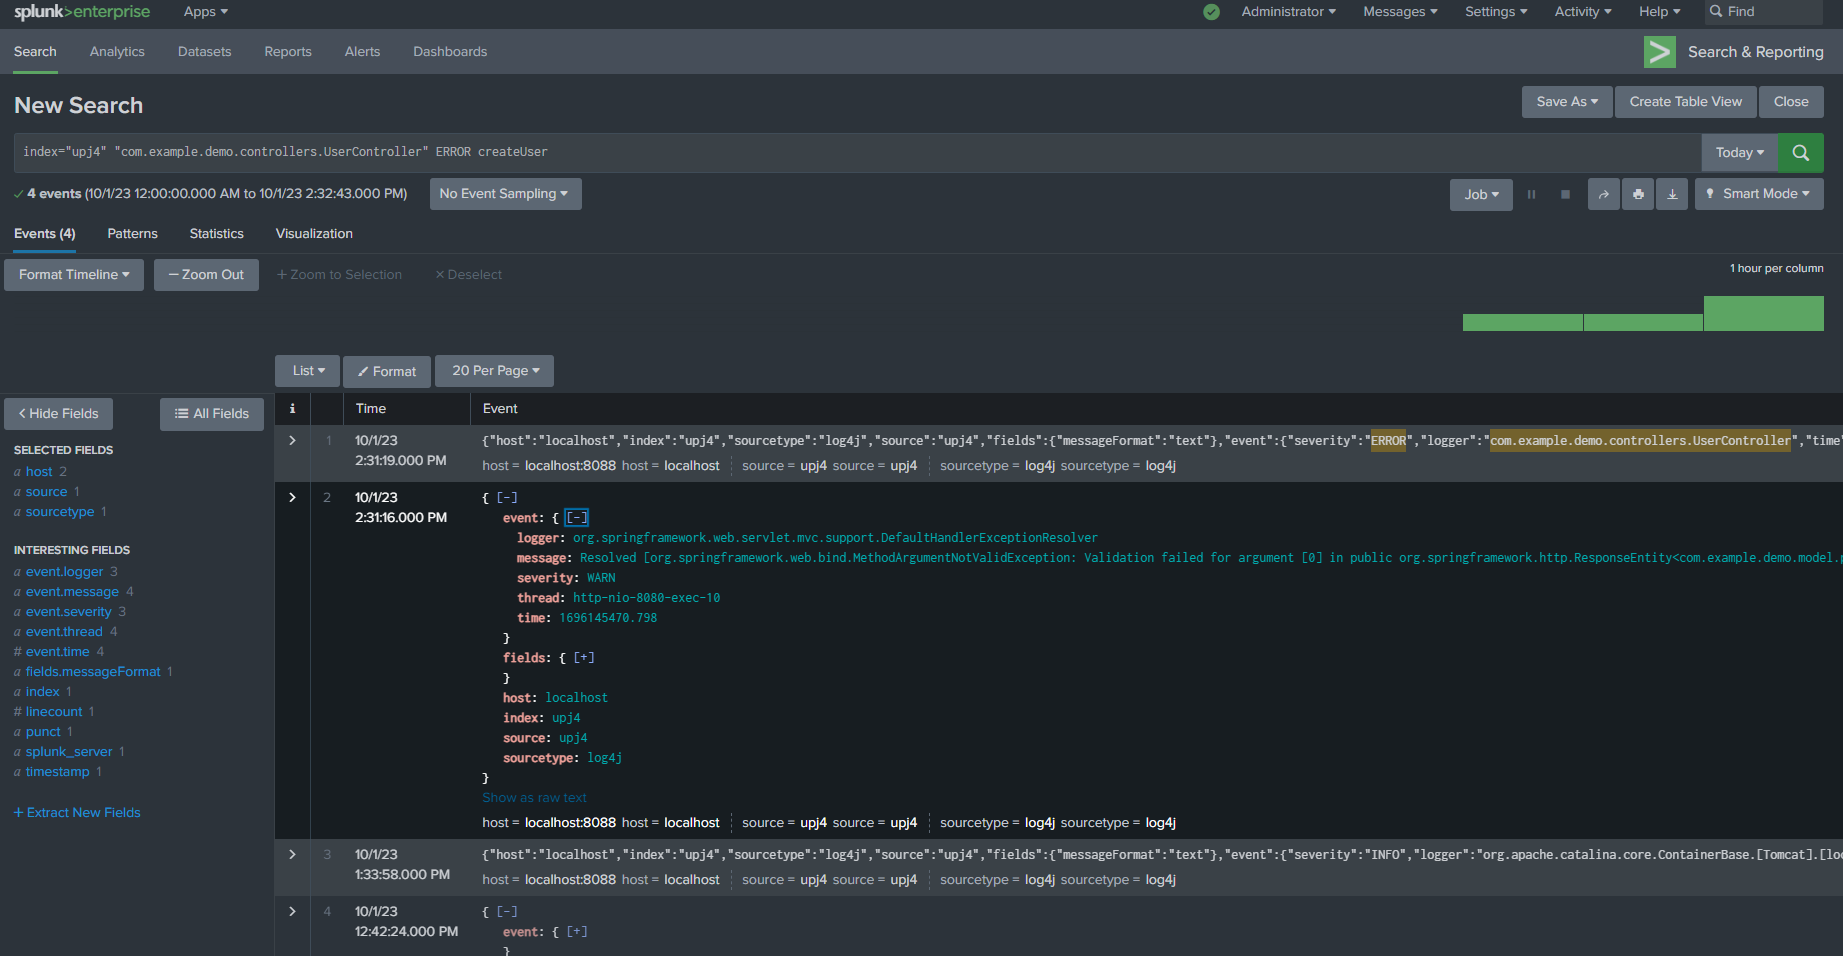 splunk>enterprise Apps Administrator Messages Settings Activity Help Find
Search Analytics Datasets Reports Alerts Dashboards Search & Reporting
New Search Save As Create Table View Close
index="upj4" "com.example.demo.controllers.UserController" ERROR createUser Today
4 events (10/1/23 12:00:00.000 AM to 10/1/23 2:32:43.000 PM) No Event Sampling Job Smart Mode
Events (4) Patterns Statistics Visualization
Format Timeline — Zoom Out + Zoom to Selection × Deselect 1 hour per column
List Format 20 Per Page
< Hide Fields All Fields
SELECTED FIELDS
a host 2
a source 1
a sourcetype 1
INTERESTING FIELDS
a event.logger 3
a event.message 4
a event.severity 3
a event.thread 4
# event.time 4
a fields.messageFormat 1
a index 1
# linecount 1
a punct 1
a splunk_server 1
a timestamp 1
+ Extract New Fields
i Time Event
> 1 10/1/23 {"host":"localhost","index":"upj4","sourcetype":"log4j","source":"upj4","fields":{"messageFormat":"text"},"event":{"severity":"ERROR","logger":"com.example.demo.controllers.UserController","time"
2:31:19.000 PM host = localhost:8088 host = localhost source = upj4 source = upj4 sourcetype = log4j sourcetype = log4j
> 2 10/1/23 { [-]
2:31:16.000 PM event: { [-]
logger: org.springframework.web.servlet.mvc.support.DefaultHandlerExceptionResolver
message: Resolved [org.springframework.web.bind.MethodArgumentNotValidException: Validation failed for argument [0] in public org.springframework.http.ResponseEntity<com.example.demo.model.
severity: WARN
thread: http-nio-8080-exec-10
time: 1696145470.798
}
fields: { [+]
}
host: localhost
index: upj4
source: upj4
sourcetype: log4j
}
Show as raw text
host = localhost:8088 host = localhost source = upj4 source = upj4 sourcetype = log4j sourcetype = log4j
> 3 10/1/23 {"host":"localhost","index":"upj4","sourcetype":"log4j","source":"upj4","fields":{"messageFormat":"text"},"event":{"severity":"INFO","logger":"org.apache.catalina.core.ContainerBase.[Tomcat].[loc
1:33:58.000 PM host = localhost:8088 host = localhost source = upj4 source = upj4 sourcetype = log4j sourcetype = log4j
> 4 10/1/23 { [-]
12:42:24.000 PM event: { [+]
}